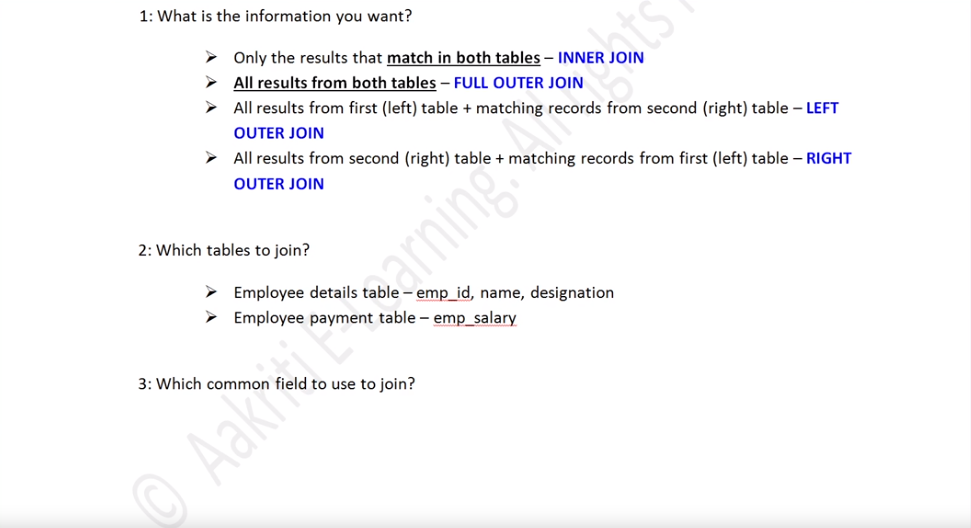 1: What is the information you want?
➢ Only the results that match in both tables – INNER JOIN
➢ All results from both tables – FULL OUTER JOIN
➢ All results from first (left) table + matching records from second (right) table – LEFT
OUTER JOIN
➢ All results from second (right) table + matching records from first (left) table – RIGHT
OUTER JOIN
2: Which tables to join?
➢ Employee details table – emp_id, name, designation
➢ Employee payment table – emp_salary
3: Which common field to use to join?
© Aakriti E-Learning. All rights